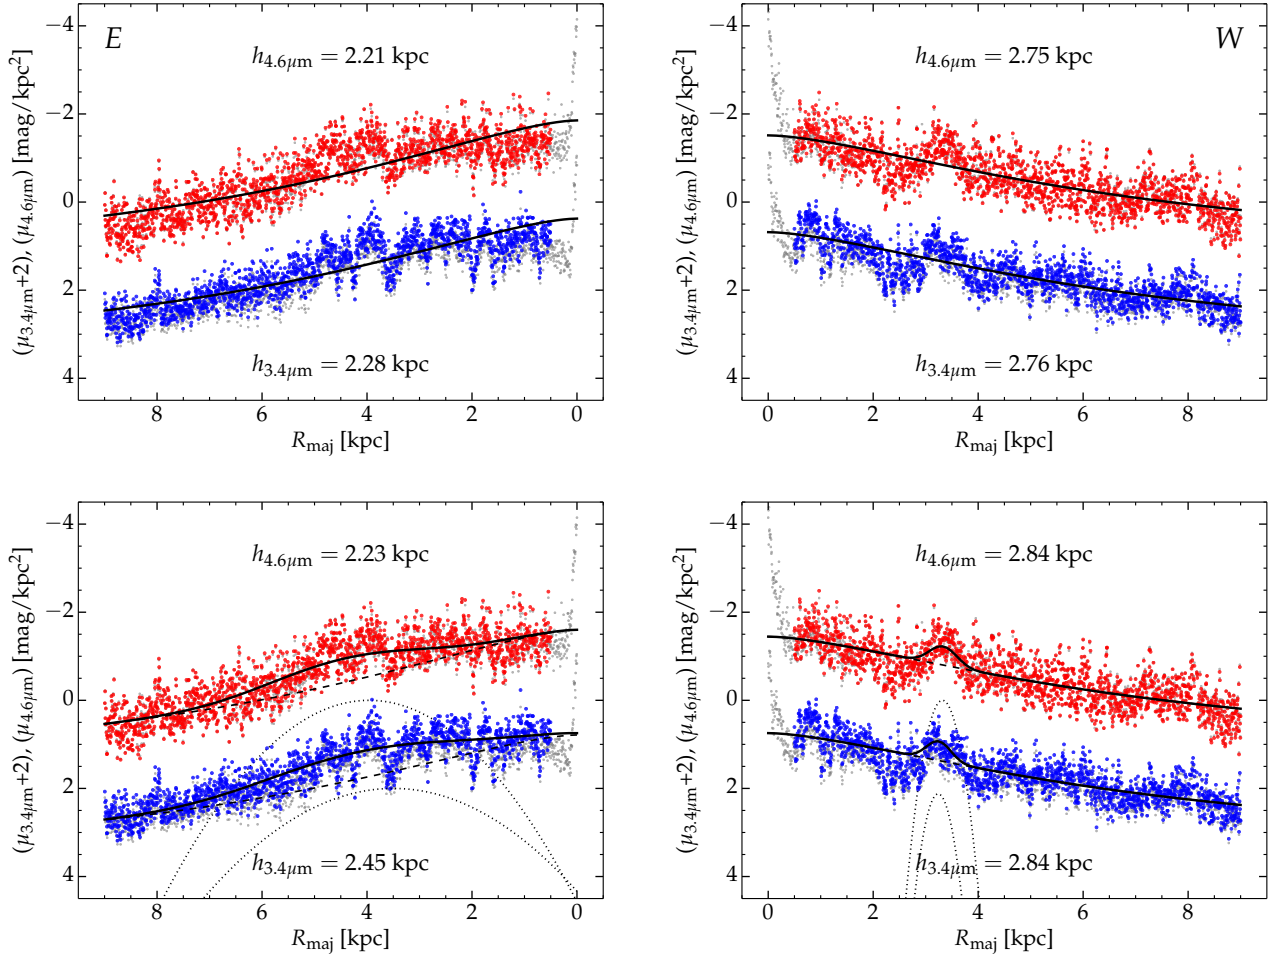 E
h4.6μm = 2.21 kpc
h3.4μm = 2.28 kpc
(μ3.4μm+2), (μ4.6μm) [mag/kpc2]
−4
−2
0
2
4
8 6 4 2 0
Rmaj [kpc]
W
h4.6μm = 2.75 kpc
h3.4μm = 2.76 kpc
(μ3.4μm+2), (μ4.6μm) [mag/kpc2]
−4
−2
0
2
4
0 2 4 6 8
Rmaj [kpc]
h4.6μm = 2.23 kpc
h3.4μm = 2.45 kpc
(μ3.4μm+2), (μ4.6μm) [mag/kpc2]
−4
−2
0
2
4
8 6 4 2 0
Rmaj [kpc]
h4.6μm = 2.84 kpc
h3.4μm = 2.84 kpc
(μ3.4μm+2), (μ4.6μm) [mag/kpc2]
−4
−2
0
2
4
0 2 4 6 8
Rmaj [kpc]